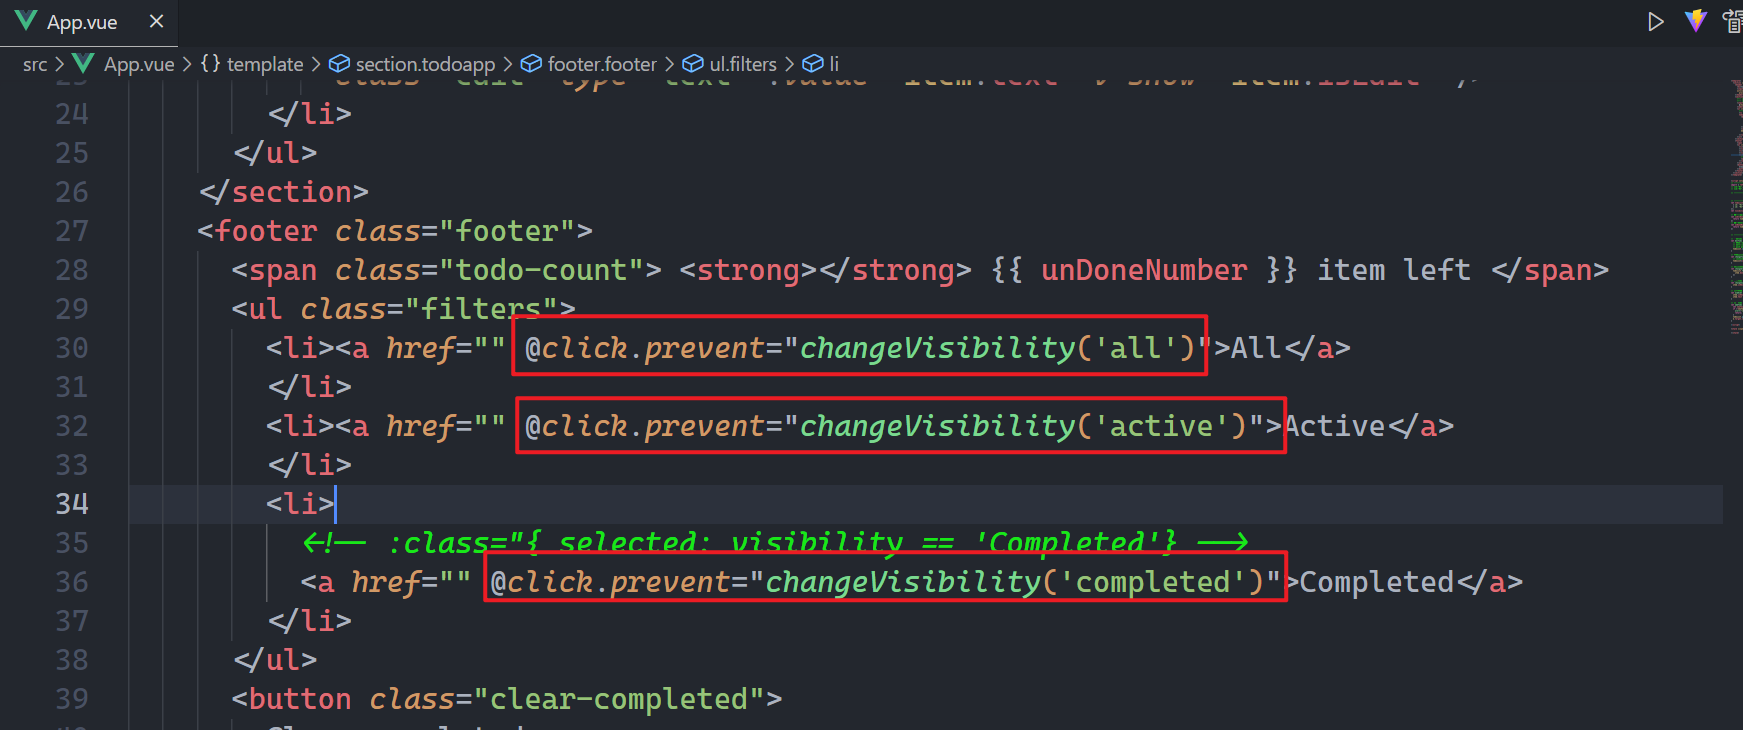 App.vue
src > App.vue > {} template > section.todoapp > footer.footer > ul.filters > li
24 </li>
25 </ul>
26 </section>
27 <footer class="footer">
28 <span class="todo-count"> <strong></strong> {{ unDoneNumber }} item left </span>
29 <ul class="filters">
30 <li><a href="" @click.prevent="changeVisibility('all')">All</a>
31 </li>
32 <li><a href="" @click.prevent="changeVisibility('active')">Active</a>
33 </li>
34 <li>
35 <!-- :class="{ selected: visibility == 'Completed'} -->
36 <a href="" @click.prevent="changeVisibility('completed')">Completed</a>
37 </li>
38 </ul>
39 <button class="clear-completed">